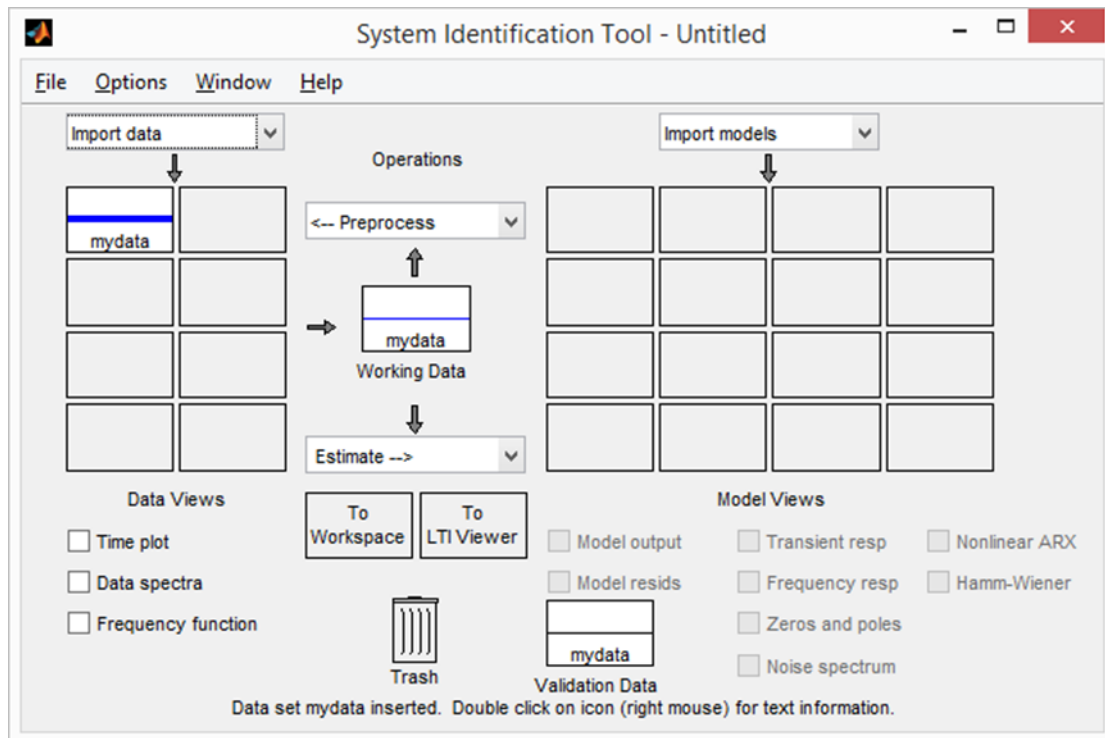 System Identification Tool - Untitled
File Options Window Help
Import data
Import models
Operations
<-- Preprocess
mydata
mydata
Working Data
Estimate -->
Data Views
Model Views
To
Workspace
To
LTI Viewer
Time plot
Data spectra
Frequency function
Model output
Transient resp
Nonlinear ARX
Model resids
Frequency resp
Hamm-Wiener
Zeros and poles
Noise spectrum
Trash
mydata
Validation Data
Data set mydata inserted. Double click on icon (right mouse) for text information.